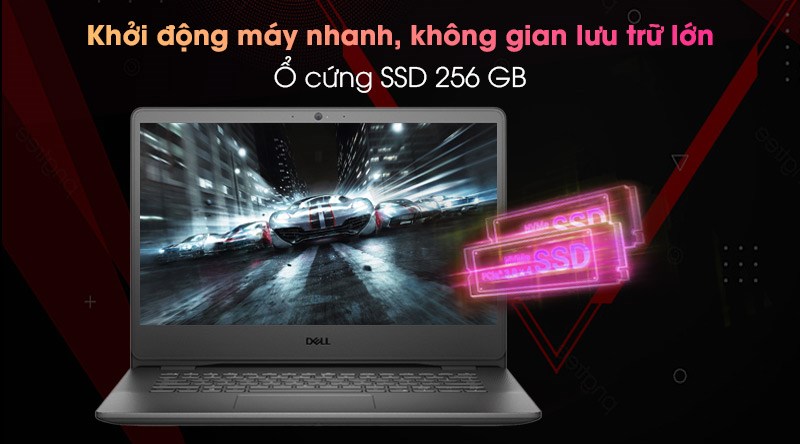 Khởi động máy nhanh, không gian lưu trữ lớn
Ổ cứng SSD 256 GB
SSD
SSD
DELL